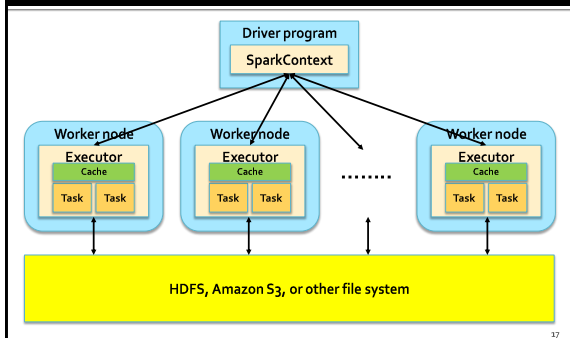 Driver program
SparkContext
Worker node
Executor
Cache
Task Task
Worker node
Executor
Cache
Task Task
........
Worker node
Executor
Cache
Task Task
HDFS, Amazon S3, or other file system
17